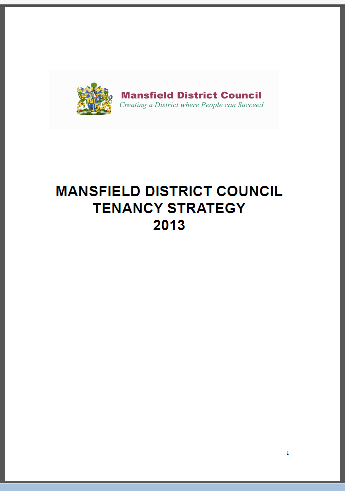 Mansfield District Council
Creating a District where People can Succeed
MANSFIELD DISTRICT COUNCIL
TENANCY STRATEGY
2013
1